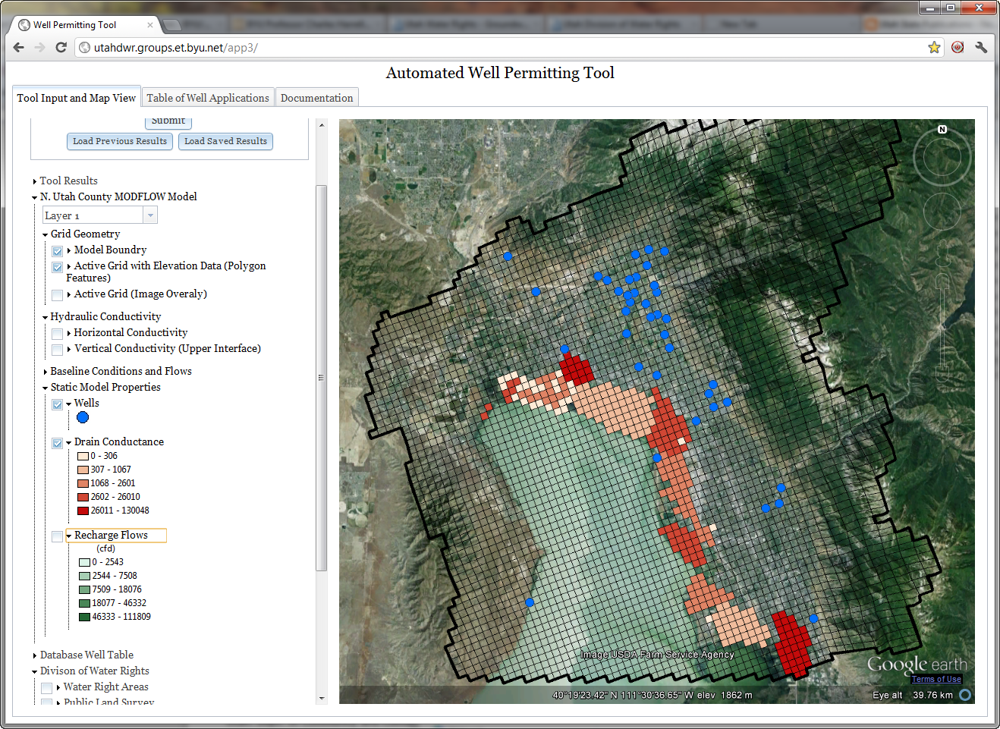 Well Permitting Tool
New Tab
utahdwr.groups.et.byu.net/app3/
Automated Well Permitting Tool
Tool Input and Map View
Table of Well Applications
Documentation
Submit
Load Previous Results
Load Saved Results
Tool Results
N. Utah County MODFLOW Model
Layer 1
Grid Geometry
Model Boundry
Active Grid with Elevation Data (Polygon
Features)
Active Grid (Image Overaly)
Hydraulic Conductivity
Horizontal Conductivity
Vertical Conductivity (Upper Interface)
Baseline Conditions and Flows
Static Model Properties
Wells
Drain Conductance
0 - 306
307 - 1067
1068 - 2601
2602 - 26010
26011 - 130048
Recharge Flows
(cfd)
0 - 2543
2544 - 7508
7509 - 18076
18077 - 46332
46333 - 111809
Database Well Table
Divison of Water Rights
Water Right Areas
Public Land Survey
N
Image USDA Farm Service Agency
Google earth
Terms of Use
40°19'23.42" N 111°30'36.65" W elev 1862 m
Eye alt 39.76 km